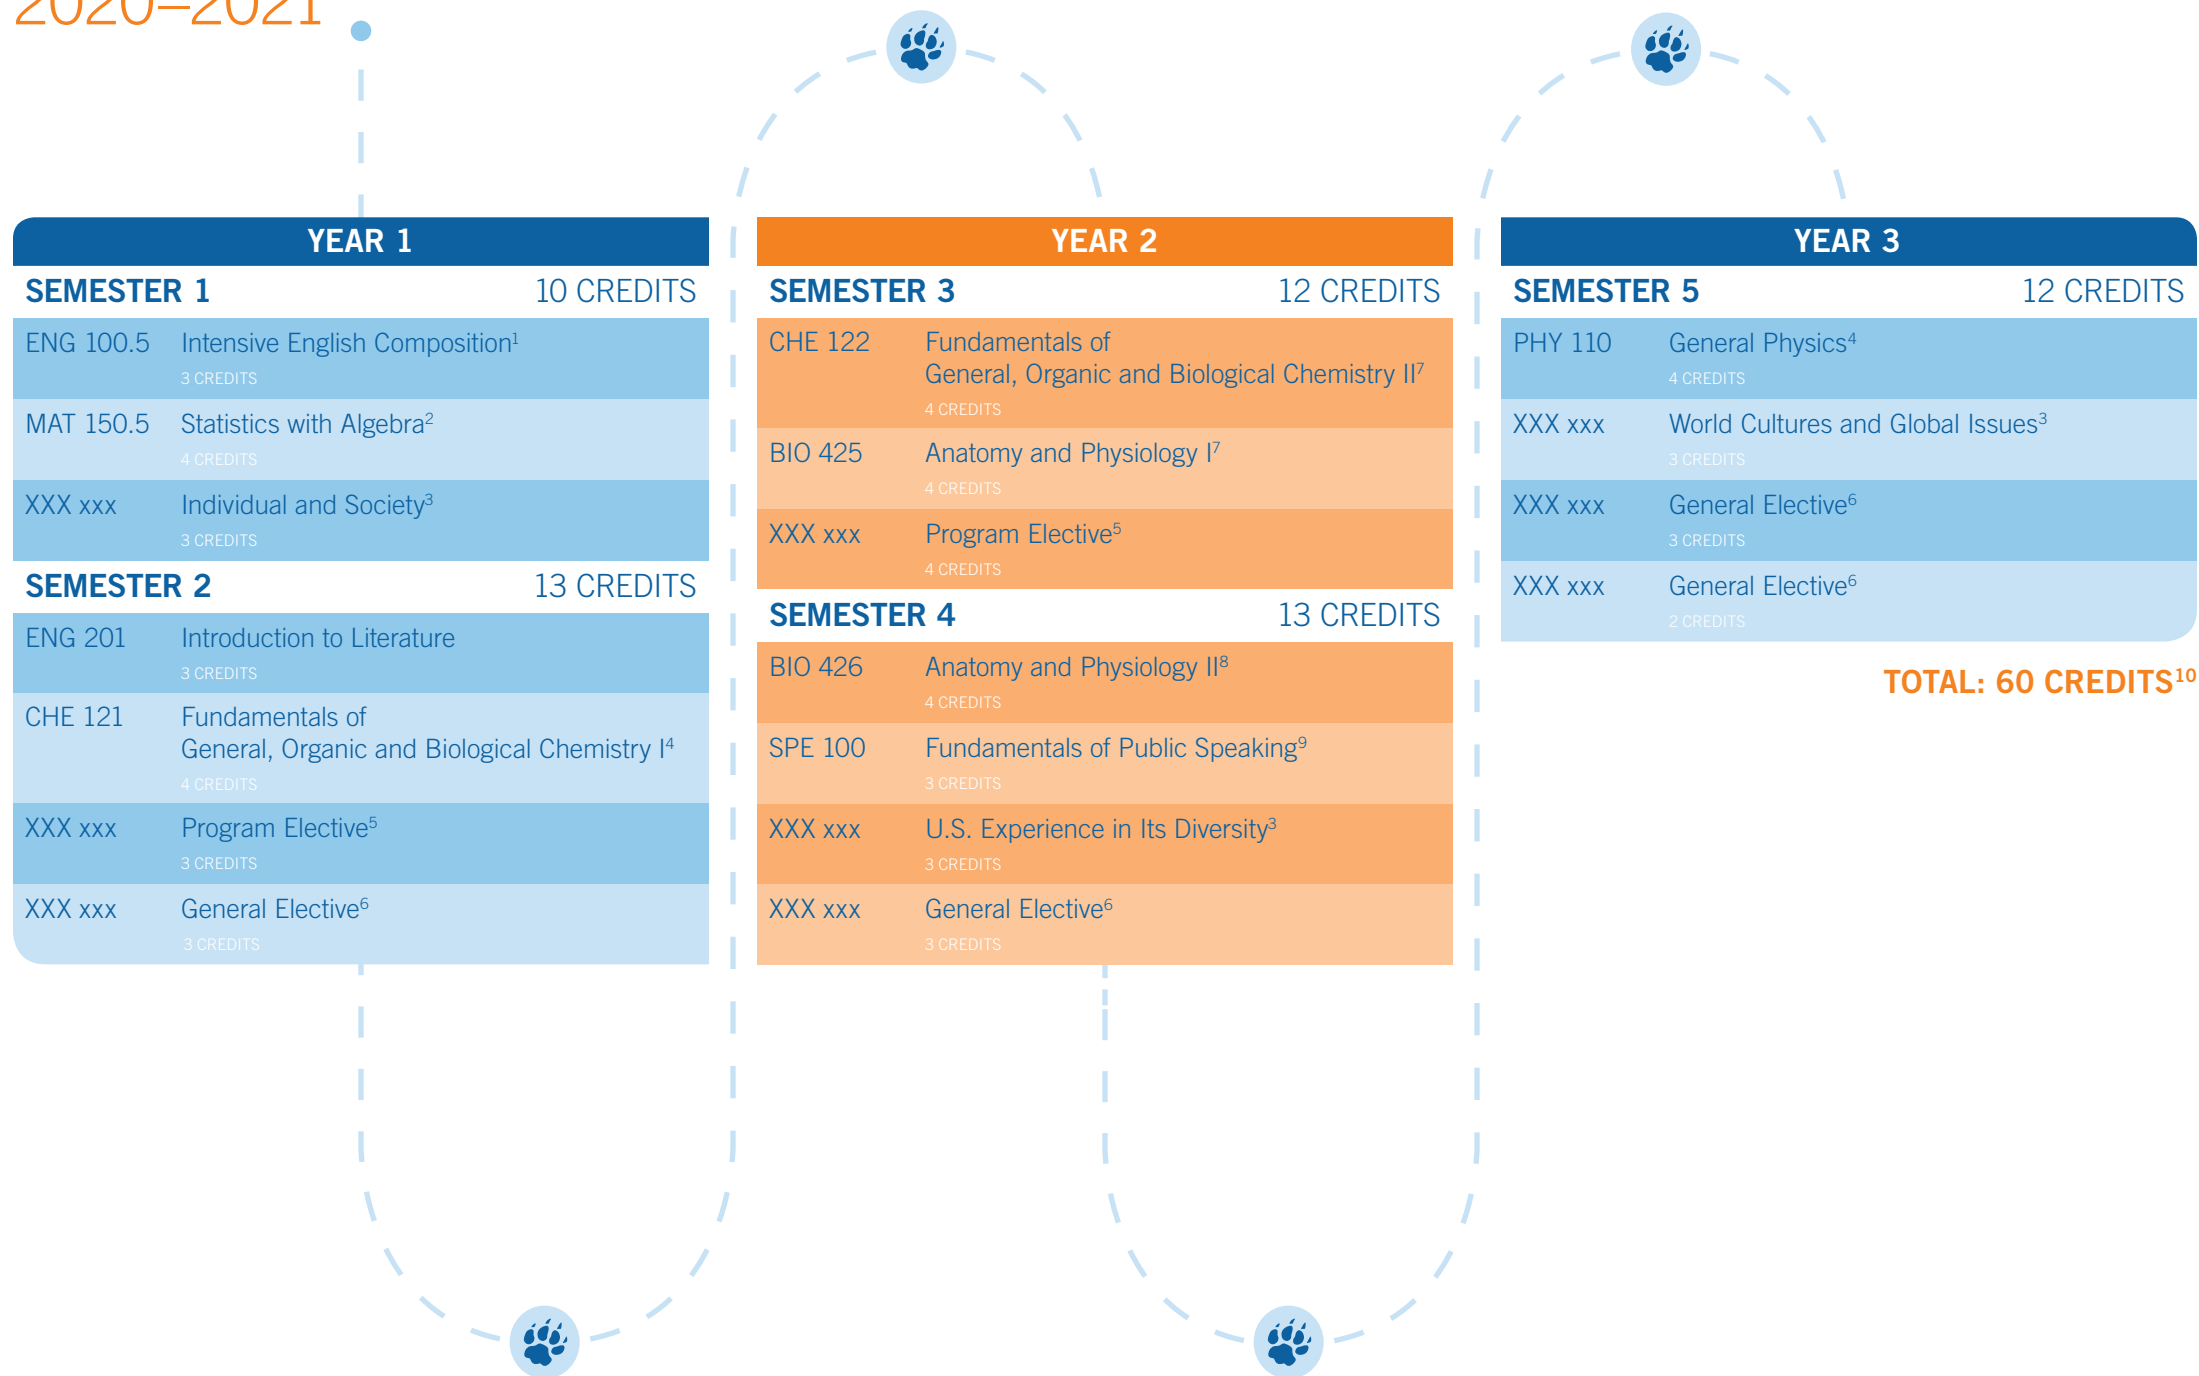 2020–2021
YEAR 1
SEMESTER 1 10 CREDITS
ENG 100.5 Intensive English Composition¹
3 CREDITS
MAT 150.5 Statistics with Algebra²
4 CREDITS
XXX xxx Individual and Society³
3 CREDITS
SEMESTER 2 13 CREDITS
ENG 201 Introduction to Literature
3 CREDITS
CHE 121 Fundamentals of
General, Organic and Biological Chemistry I⁴
4 CREDITS
XXX xxx Program Elective⁵
3 CREDITS
XXX xxx General Elective⁶
3 CREDITS
YEAR 2
SEMESTER 3 12 CREDITS
CHE 122 Fundamentals of
General, Organic and Biological Chemistry II⁷
4 CREDITS
BIO 425 Anatomy and Physiology I⁷
4 CREDITS
XXX xxx Program Elective⁵
4 CREDITS
SEMESTER 4 13 CREDITS
BIO 426 Anatomy and Physiology II⁸
4 CREDITS
SPE 100 Fundamentals of Public Speaking⁹
3 CREDITS
XXX xxx U.S. Experience in Its Diversity³
3 CREDITS
XXX xxx General Elective⁶
3 CREDITS
YEAR 3
SEMESTER 5 12 CREDITS
PHY 110 General Physics⁴
4 CREDITS
XXX xxx World Cultures and Global Issues³
3 CREDITS
XXX xxx General Elective⁶
3 CREDITS
XXX xxx General Elective⁶
2 CREDITS
TOTAL: 60 CREDITS¹⁰